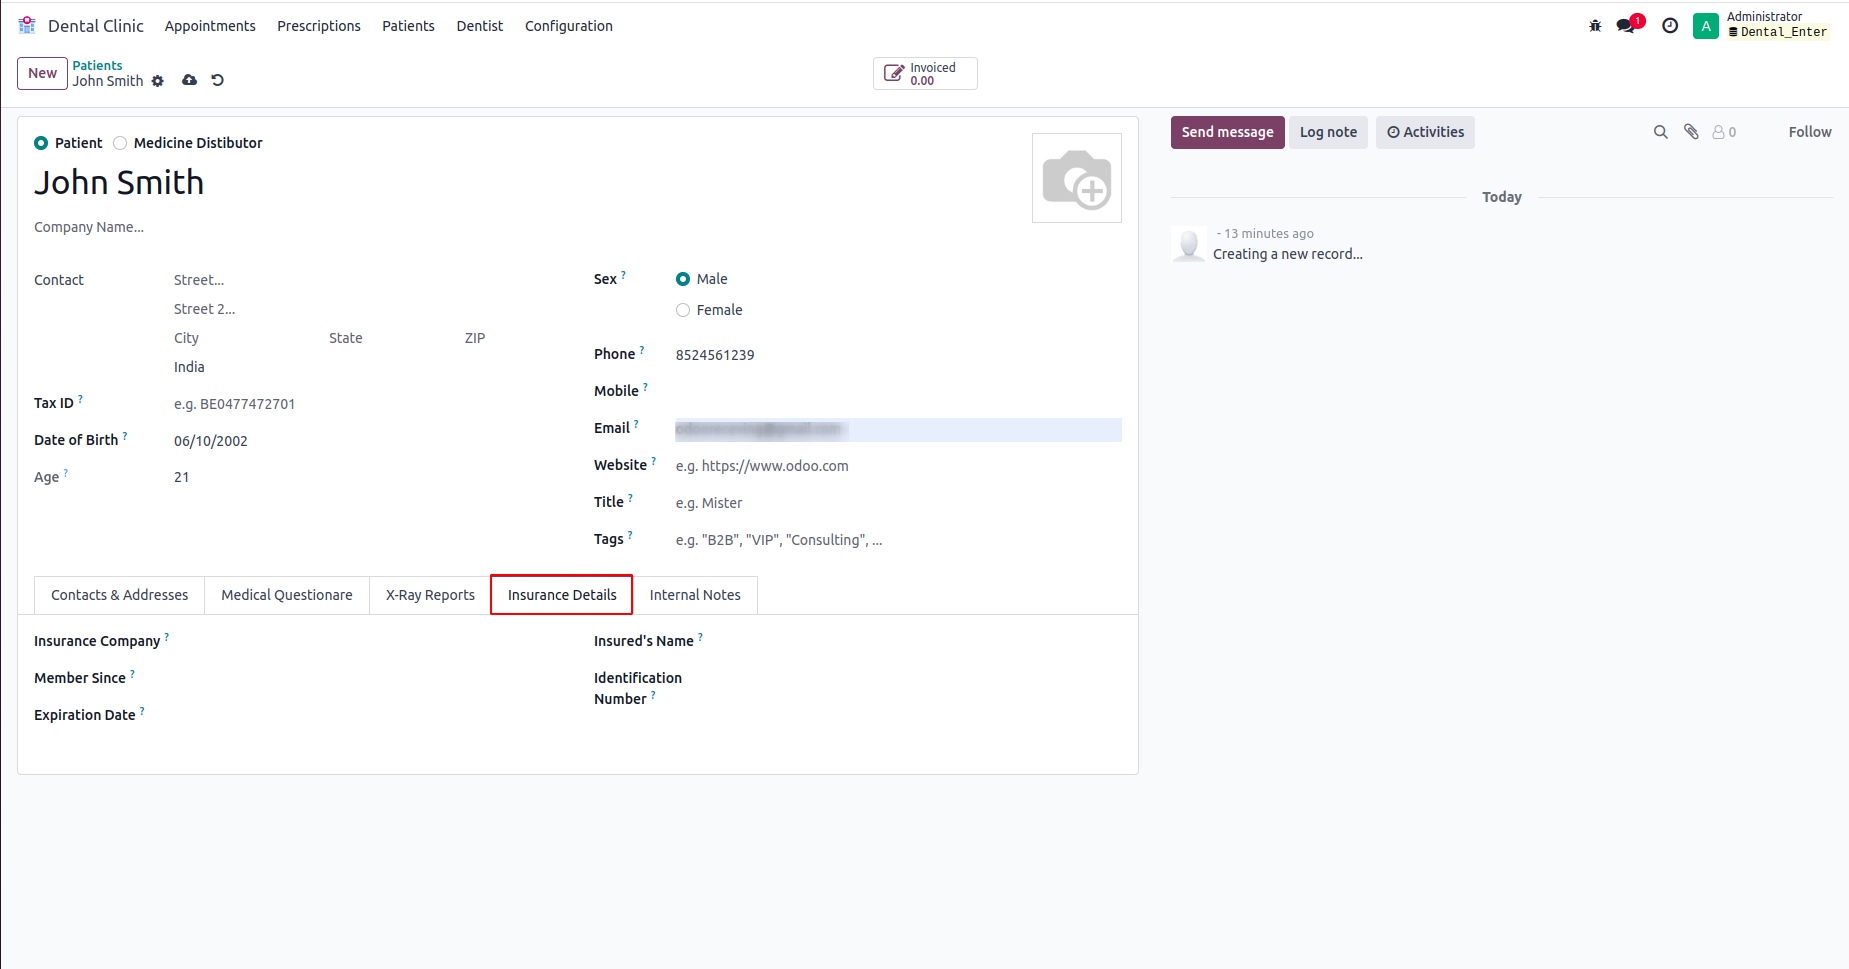 Dental Clinic Appointments Prescriptions Patients Dentist Configuration
1
A
Administrator
Dental_Enter
New
Patients
John Smith
Invoiced
0.00
Patient Medicine Distibutor
John Smith
Company Name...
Contact
Street...
Street 2...
City State ZIP
India
Tax ID ? e.g. BE0477472701
Date of Birth ? 06/10/2002
Age ? 21
Sex ? Male
Female
Phone ? 8524561239
Mobile ?
Email ?
Website ? e.g. https://www.odoo.com
Title ? e.g. Mister
Tags ? e.g. "B2B", "VIP", "Consulting", ...
Contacts & Addresses Medical Questionare X-Ray Reports Insurance Details Internal Notes
Insurance Company ?
Member Since ?
Expiration Date ?
Insured's Name ?
Identification
Number ?
Send message Log note Activities
0 Follow
Today
- 13 minutes ago
Creating a new record...